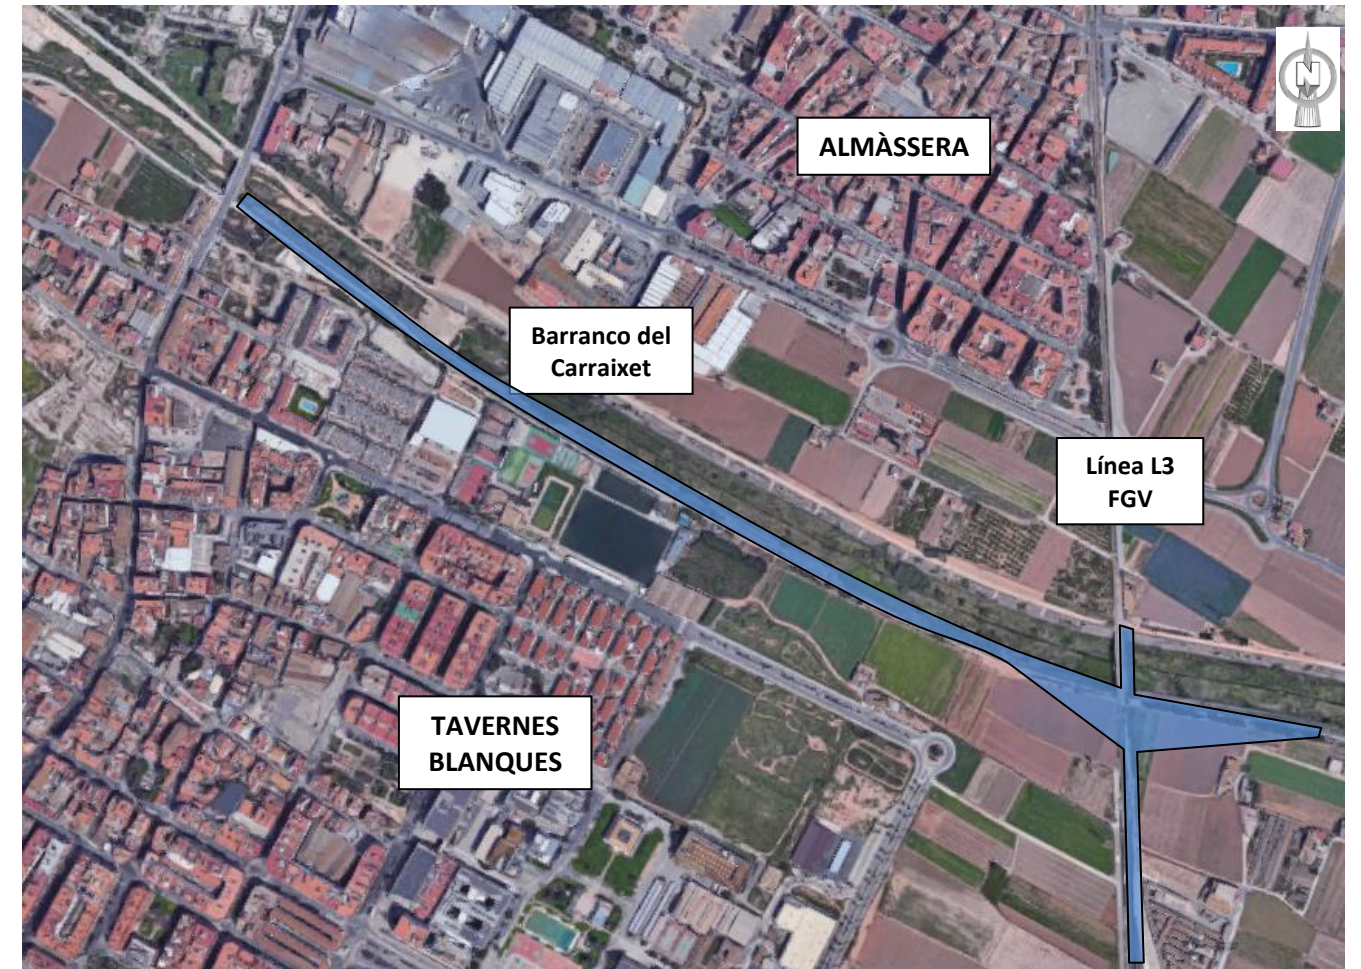 N
ALMÀSSERA
Barranco del
Carraixet
Línea L3
FGV
TAVERNES
BLANQUES